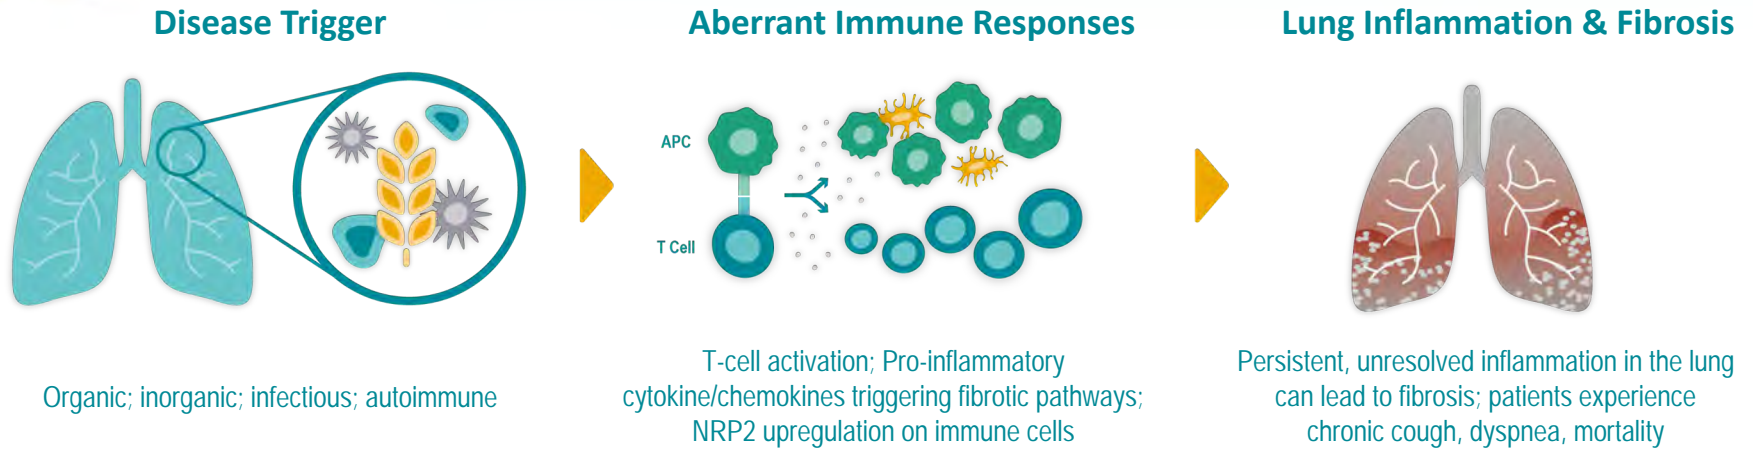 Disease Trigger
Aberrant Immune Responses
Lung Inflammation & Fibrosis
APC
T Cell
Organic; inorganic; infectious; autoimmune
T-cell activation; Pro-inflammatory
cytokine/chemokines triggering fibrotic pathways;
NRP2 upregulation on immune cells
Persistent, unresolved inflammation in the lung
can lead to fibrosis; patients experience
chronic cough, dyspnea, mortality